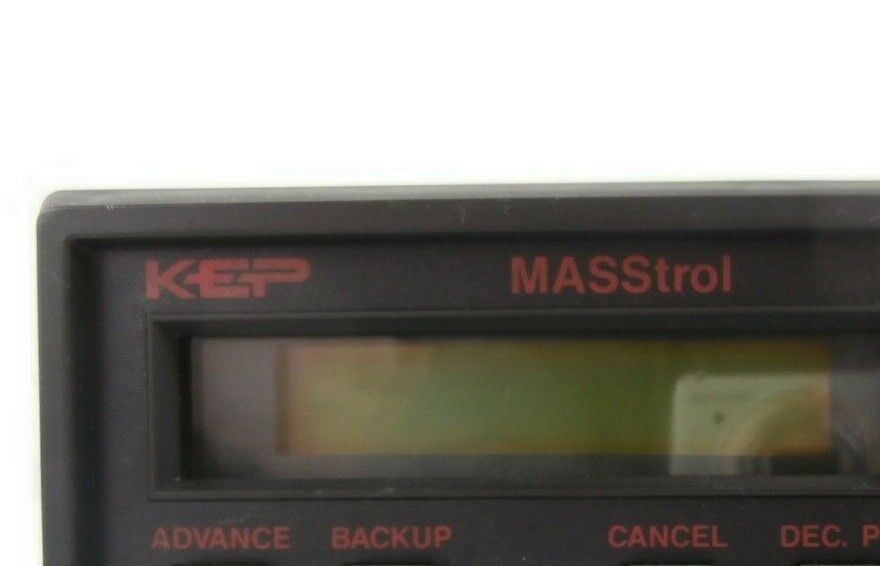 KEP MASStrol
ADVANCE BACKUP CANCEL DEC. P